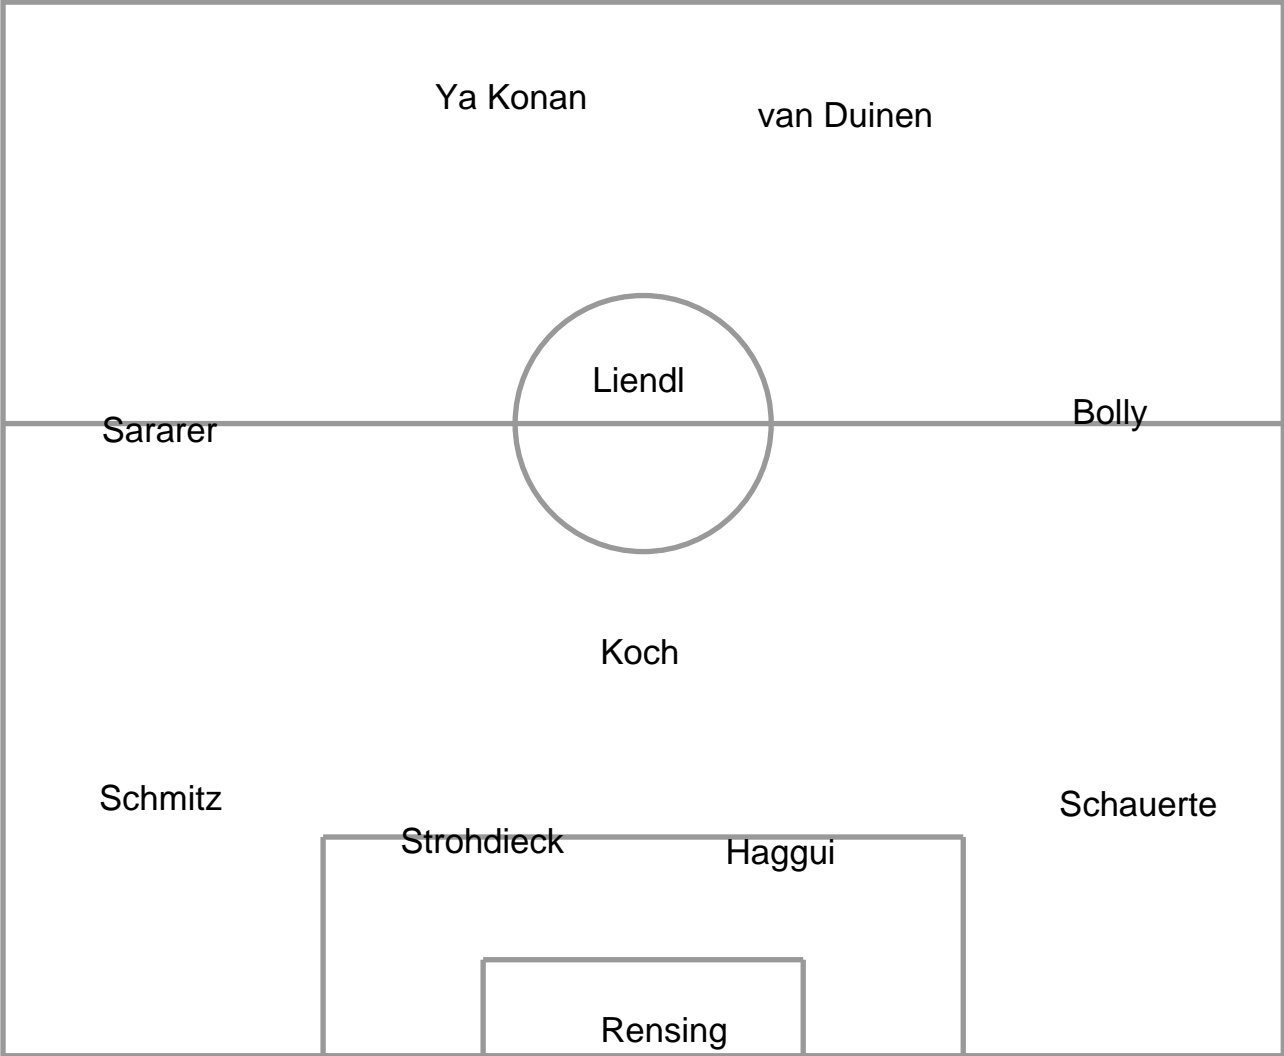 Ya Konan
van Duinen
Liendl
Sararer
Bolly
Koch
Schmitz
Schauerte
Strohdieck
Haggui
Rensing